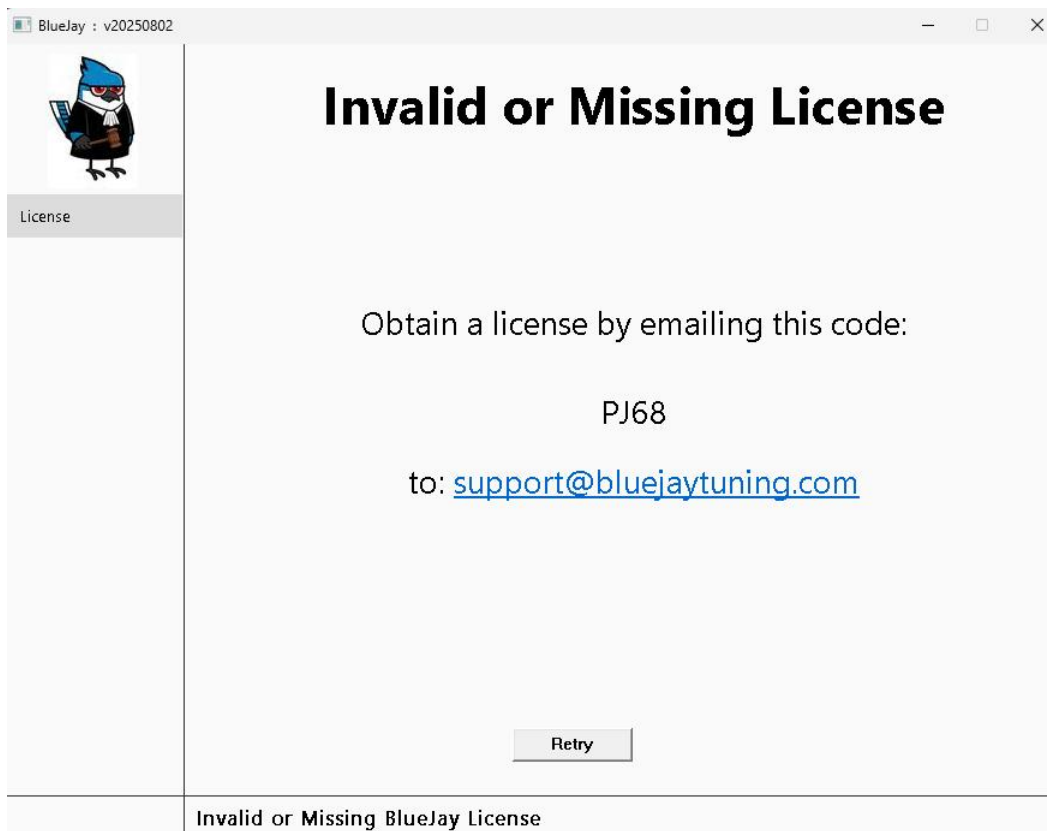 BlueJay : v20250802
License
Invalid or Missing License
Obtain a license by emailing this code:
PJ68
to: support@bluejaytuning.com
Retry
Invalid or Missing BlueJay License